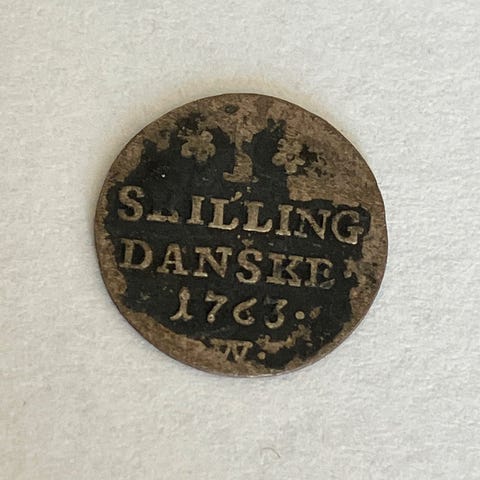 1
SKILLING
DANSKE
1763.
W.